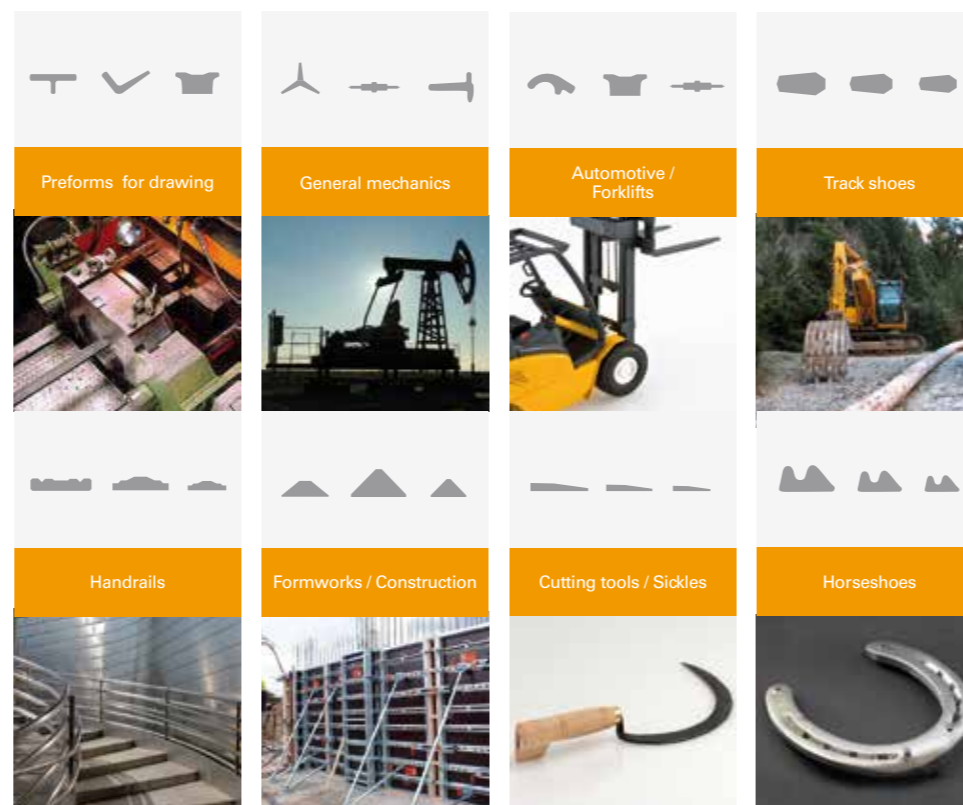 Preforms for drawing
General mechanics
Automotive /
Forklifts
Track shoes
Handrails
Formworks / Construction
Cutting tools / Sickles
Horseshoes